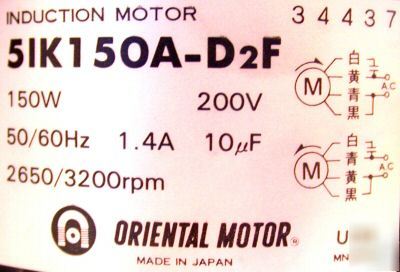 INDUCTION MOTOR 34437
5IK150A-D2F
150W 200V
50/60Hz 1.4A 10μF
2650/3200rpm
白
黄
青
黒
M
A.C
白
黄
青
黒
M
A.C
ORIENTAL MOTOR®
MADE IN JAPAN